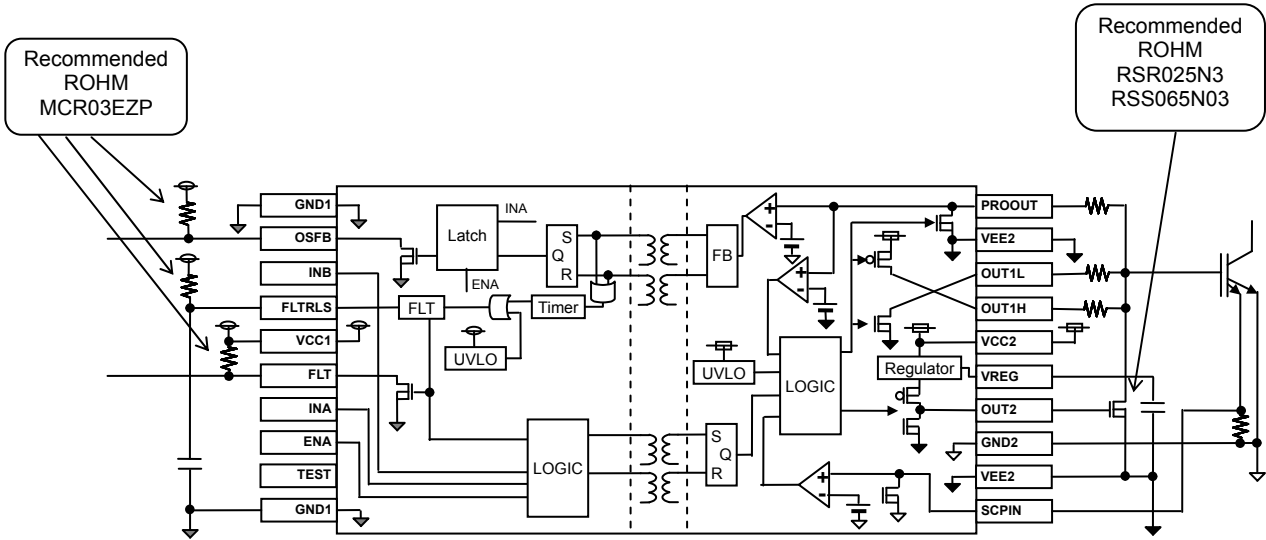 Recommended
ROHM
MCR03EZP
Recommended
ROHM
RSR025N3
RSS065N03
GND1
OSFB
INB
FLTRLS
VCC1
FLT
INA
ENA
TEST
GND1
Latch
INA
ENA
S
Q
R
FLT
Timer
UVLO
LOGIC
FB
+
-
+
-
UVLO
LOGIC
Regulator
S
Q
R
+
-
PROOUT
VEE2
OUT1L
OUT1H
VCC2
VREG
OUT2
GND2
VEE2
SCPIN